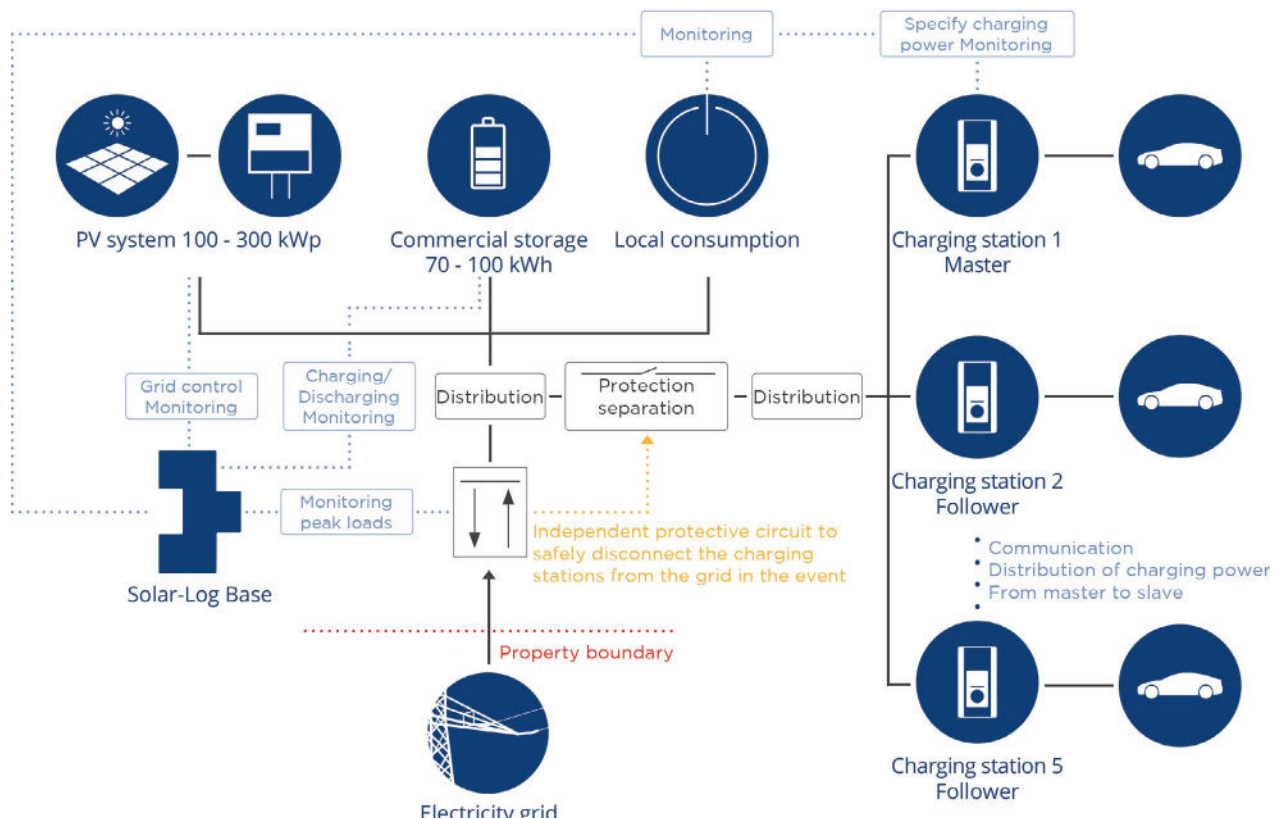 Monitoring
Specify charging
power Monitoring
PV system 100 - 300 kWp
Commercial storage
70 - 100 kWh
Local consumption
Charging station 1
Master
Grid control
Monitoring
Charging/
Discharging
Monitoring
Distribution
Protection
separation
Distribution
Charging station 2
Follower
Monitoring
peak loads
Independent protective circuit to
safely disconnect the charging
stations from the grid in the event
Communication
Distribution of charging power
From master to slave
Solar-Log Base
Property boundary
Charging station 5
Follower
Electricity grid